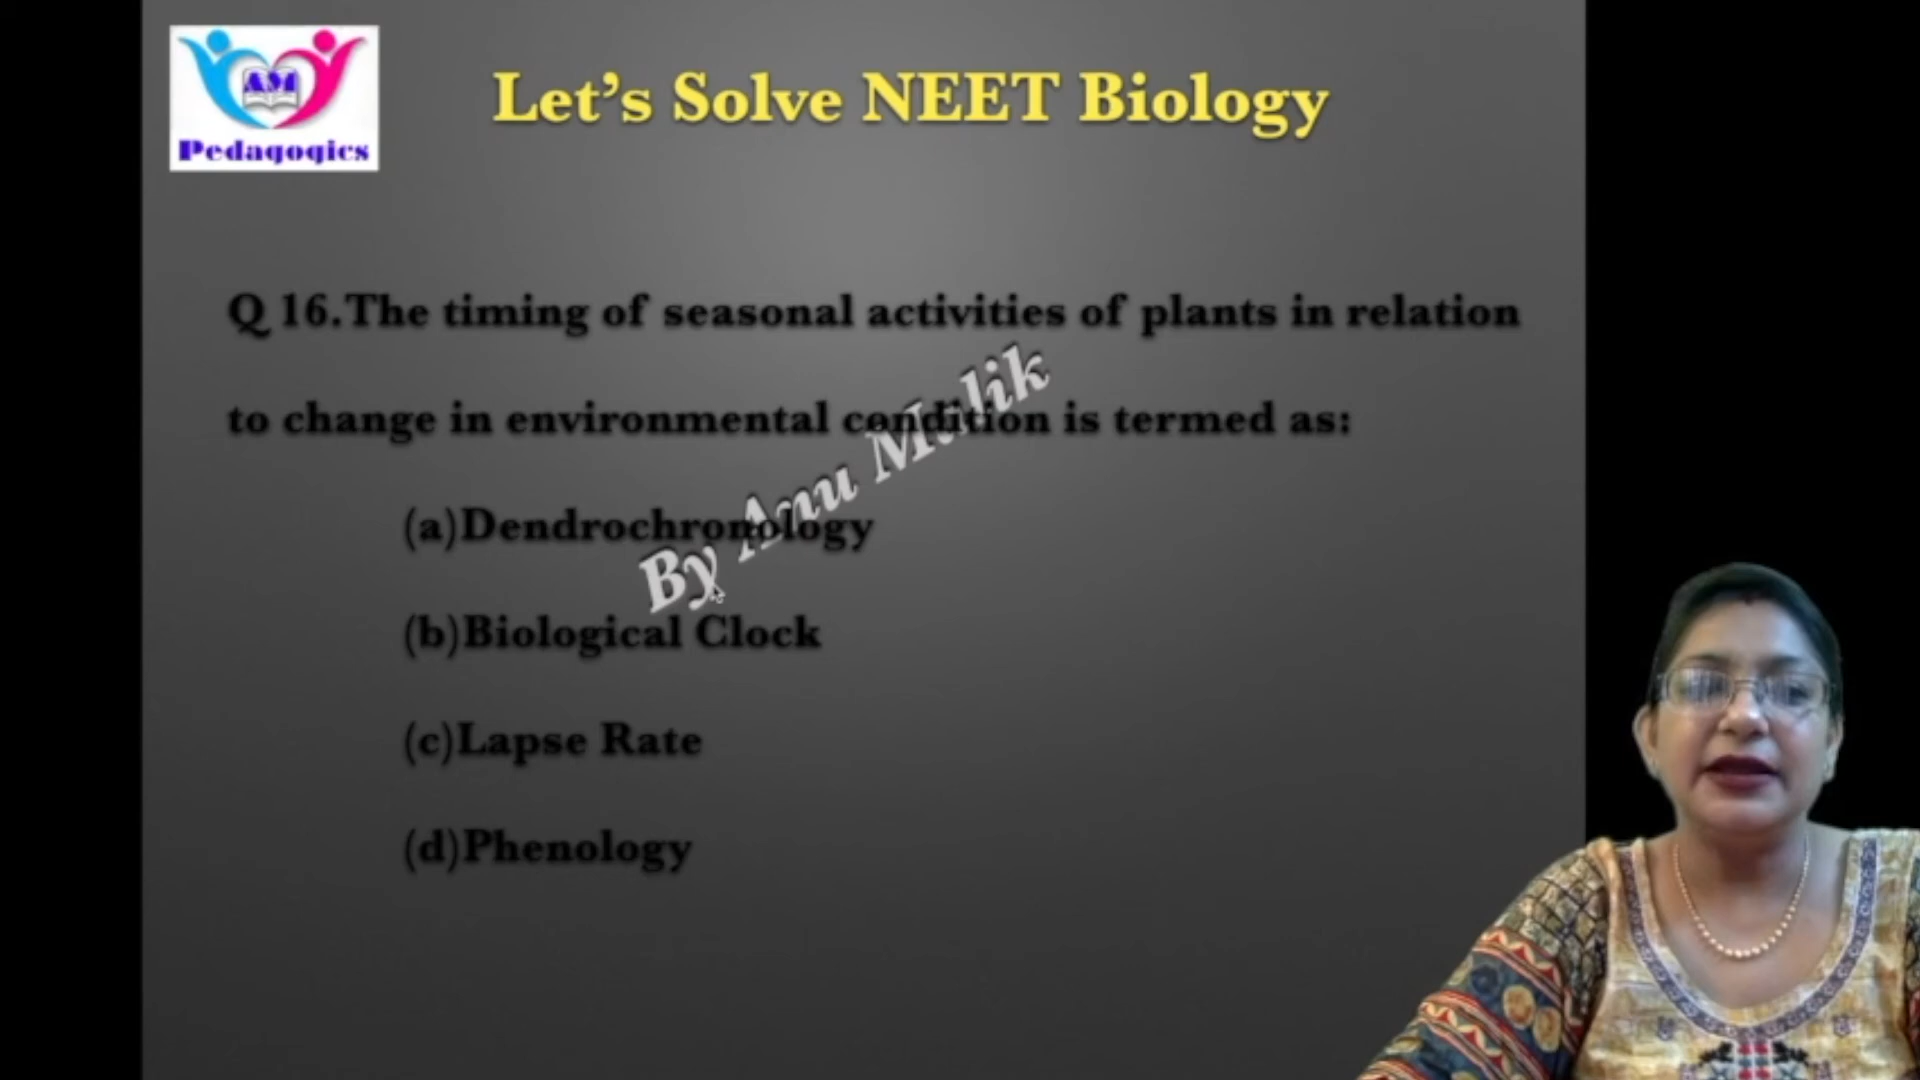 AM
Pedagogics
Let's Solve NEET Biology
Q 16.The timing of seasonal activities of plants in relation
to change in environmental condition is termed as:
(a)Dendrochronology
(b)Biological Clock
(c)Lapse Rate
(d)Phenology
By Anu Malik